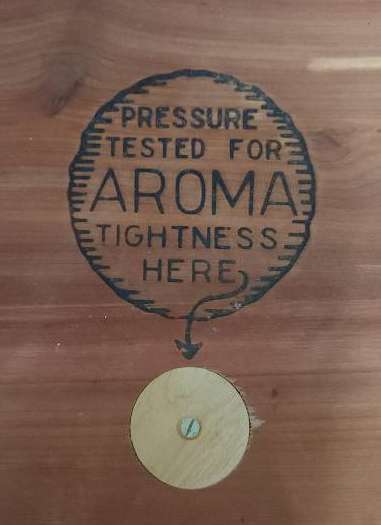 PRESSURE
TESTED FOR
AROMA
TIGHTNESS
HERE